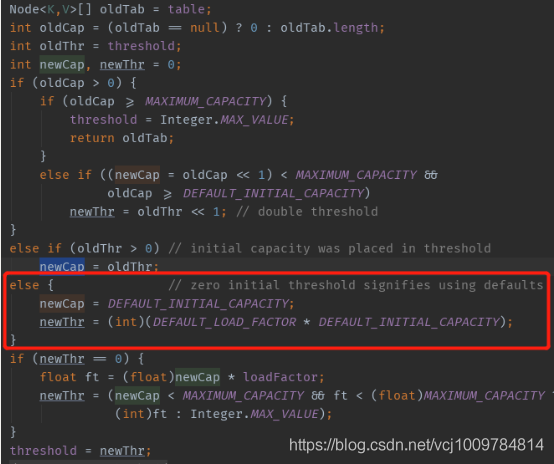 Node<K,V>[] oldTab = table;
int oldCap = (oldTab == null) ? 0 : oldTab.length;
int oldThr = threshold;
int newCap, newThr = 0;
if (oldCap > 0) {
if (oldCap >= MAXIMUM_CAPACITY) {
threshold = Integer.MAX_VALUE;
return oldTab;
}
else if ((newCap = oldCap << 1) < MAXIMUM_CAPACITY &&
oldCap >= DEFAULT_INITIAL_CAPACITY)
newThr = oldThr << 1; // double threshold
}
else if (oldThr > 0) // initial capacity was placed in threshold
newCap = oldThr;
else { // zero initial threshold signifies using defaults
newCap = DEFAULT_INITIAL_CAPACITY;
newThr = (int)(DEFAULT_LOAD_FACTOR * DEFAULT_INITIAL_CAPACITY);
}
if (newThr == 0) {
float ft = (float)newCap * loadFactor;
newThr = (newCap < MAXIMUM_CAPACITY && ft < (float)MAXIMUM_CAPACITY ?
(int)ft : Integer.MAX_VALUE);
}
threshold = newThr;
https://blog.csdn.net/vcj1009784814